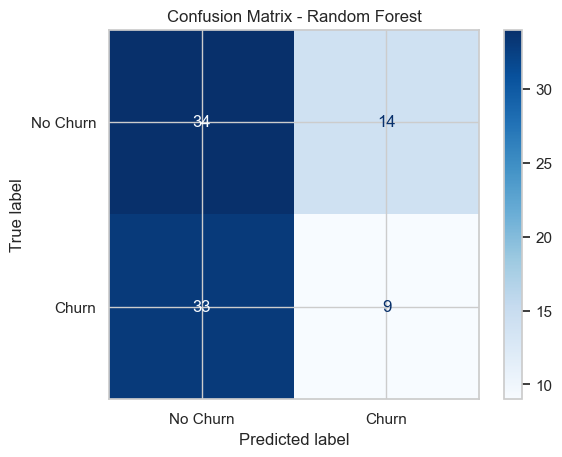 Confusion Matrix - Random Forest
True label
No Churn
Churn
34
14
33
9
No Churn
Churn
Predicted label
30
25
20
15
10